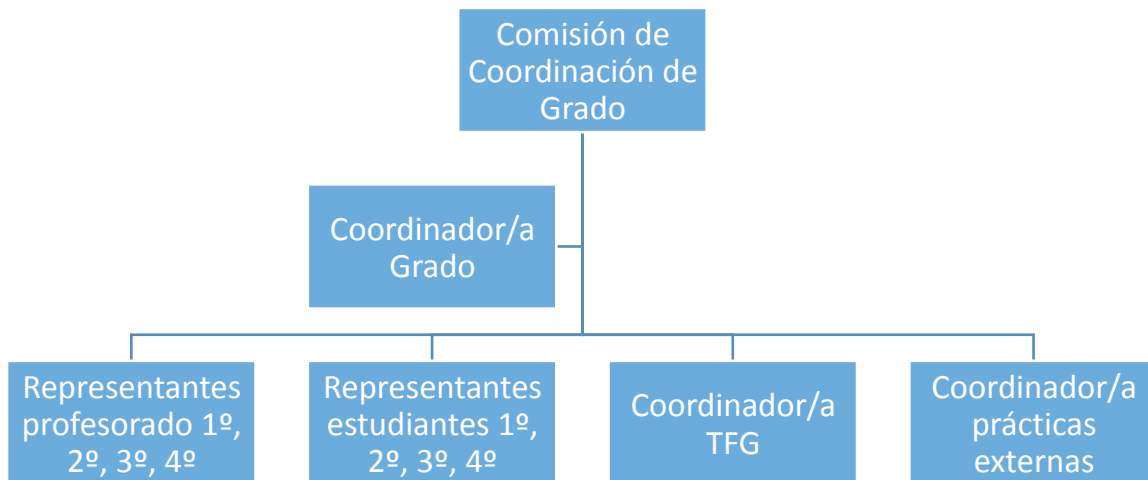 Comisión de
Coordinación de
Grado
Coordinador/a
Grado
Representantes
profesorado 1º,
2º, 3º, 4º
Representantes
estudiantes 1º,
2º, 3º, 4º
Coordinador/a
TFG
Coordinador/a
prácticas
externas